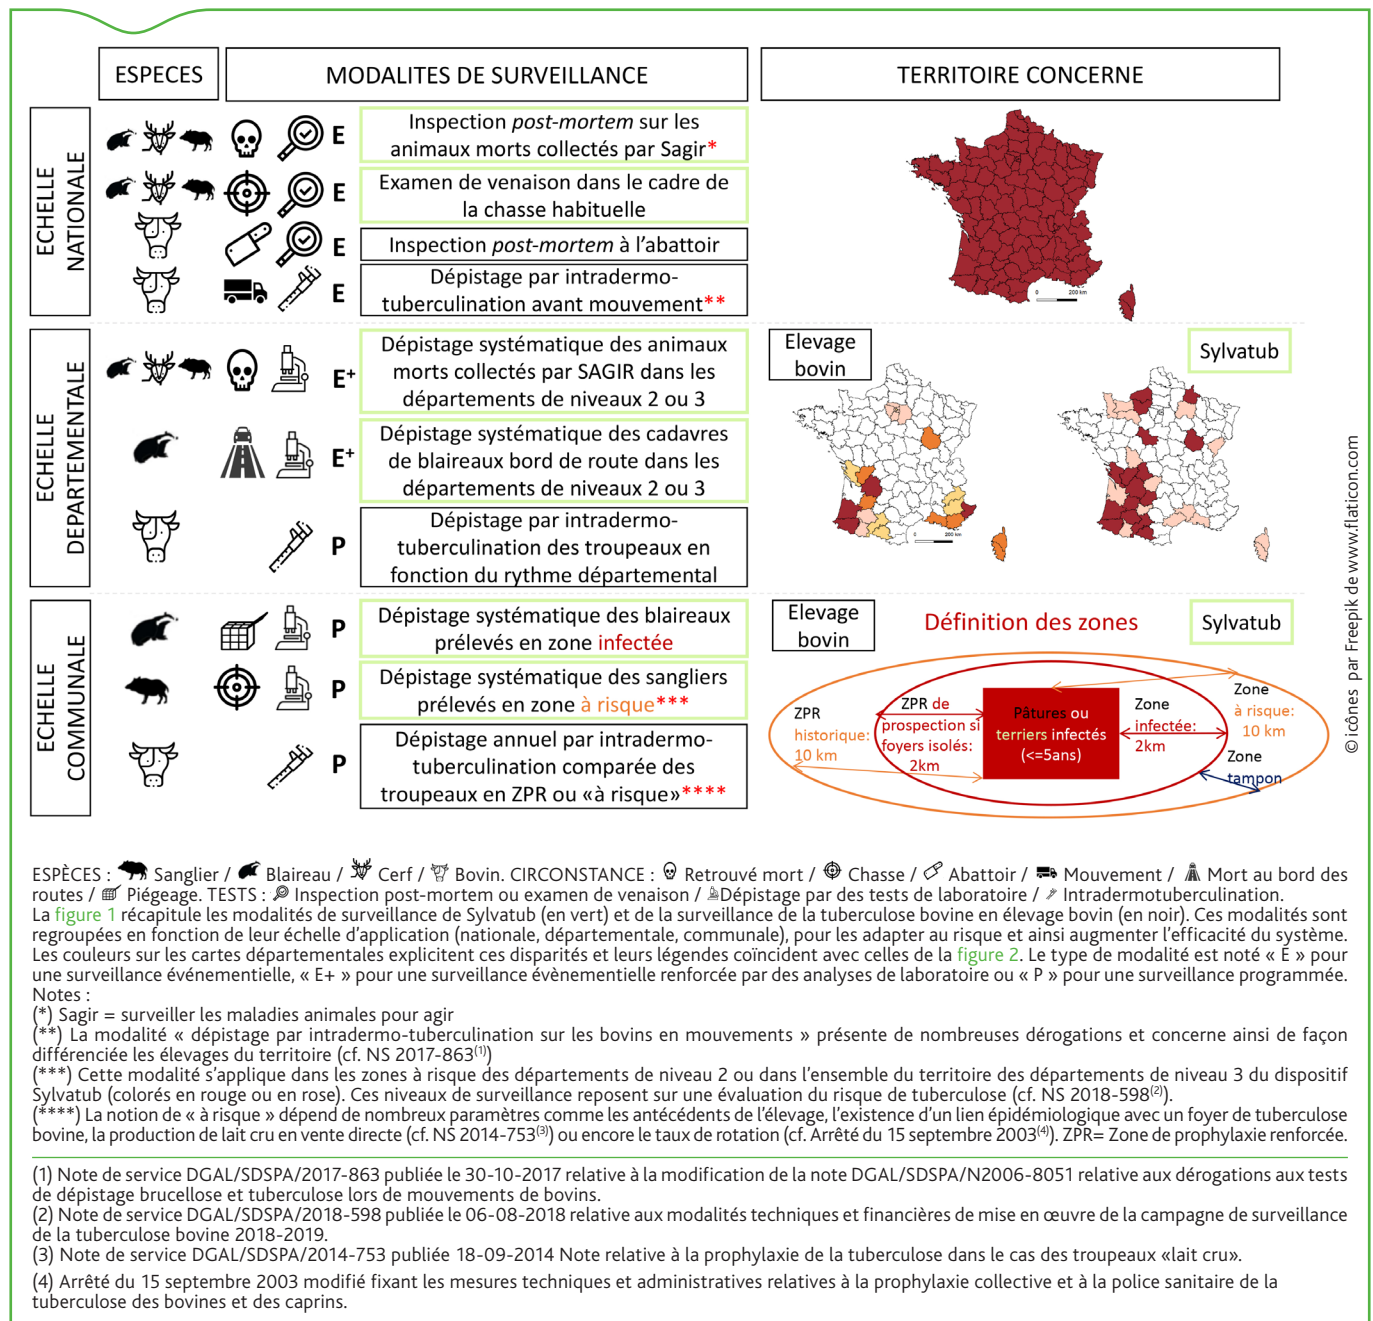 ESPECES
MODALITES DE SURVEILLANCE
TERRITOIRE CONCERNE
ECHELLE
NATIONALE
E
Inspection post-mortem sur les
animaux morts collectés par Sagir*
E
Examen de venaison dans le cadre de
la chasse habituelle
E
Inspection post-mortem à l’abattoir
E
Dépistage par intradermo-
tuberculination avant mouvement**
0 200 km
ECHELLE
DEPARTEMENTALE
E+
Dépistage systématique des animaux
morts collectés par SAGIR dans les
départements de niveaux 2 ou 3
E+
Dépistage systématique des cadavres
de blaireaux bord de route dans les
départements de niveaux 2 ou 3
P
Dépistage par intradermo-
tuberculination des troupeaux en
fonction du rythme départemental
Elevage
bovin
Sylvatub
0 200 km
ECHELLE
COMMUNALE
P
Dépistage systématique des blaireaux
prélevés en zone infectée
P
Dépistage systématique des sangliers
prélevés en zone à risque***
P
Dépistage annuel par intradermo-
tuberculination comparée des
troupeaux en ZPR ou «à risque»****
Elevage
bovin
Définition des zones
Sylvatub
ZPR
historique:
10 km
ZPR de
prospection si
foyers isolés:
2km
Pâtures ou
terriers infectés
(<=5ans)
Zone
infectée:
2km
Zone
à risque:
10 km
Zone
tampon
© icônes par Freepik de www.flaticon.com
ESPÈCES : Sanglier / Blaireau / Cerf / Bovin. CIRCONSTANCE : Retrouvé mort / Chasse / Abattoir / Mouvement / Mort au bord des
routes / Piégeage. TESTS : Inspection post-mortem ou examen de venaison / Dépistage par des tests de laboratoire / Intradermotuberculination.
La figure 1 récapitule les modalités de surveillance de Sylvatub (en vert) et de la surveillance de la tuberculose bovine en élevage bovin (en noir). Ces modalités sont
regroupées en fonction de leur échelle d’application (nationale, départementale, communale), pour les adapter au risque et ainsi augmenter l’efficacité du système.
Les couleurs sur les cartes départementales explicitent ces disparités et leurs légendes coïncident avec celles de la figure 2. Le type de modalité est noté « E » pour
une surveillance événementielle, « E+ » pour une surveillance évènementielle renforcée par des analyses de laboratoire ou « P » pour une surveillance programmée.
Notes :
(*) Sagir = surveiller les maladies animales pour agir
(**) La modalité « dépistage par intradermo-tuberculination sur les bovins en mouvements » présente de nombreuses dérogations et concerne ainsi de façon
différenciée les élevages du territoire (cf. NS 2017-863(1))
(***) Cette modalité s’applique dans les zones à risque des départements de niveau 2 ou dans l’ensemble du territoire des départements de niveau 3 du dispositif
Sylvatub (colorés en rouge ou en rose). Ces niveaux de surveillance reposent sur une évaluation du risque de tuberculose (cf. NS 2018-598(2)).
(****) La notion de « à risque » dépend de nombreux paramètres comme les antécédents de l’élevage, l’existence d’un lien épidémiologique avec un foyer de tuberculose
bovine, la production de lait cru en vente directe (cf. NS 2014-753(3)) ou encore le taux de rotation (cf. Arrêté du 15 septembre 2003(4)). ZPR= Zone de prophylaxie renforcée.
(1) Note de service DGAL/SDSPA/2017-863 publiée le 30-10-2017 relative à la modification de la note DGAL/SDSPA/N2006-8051 relative aux dérogations aux tests
de dépistage brucellose et tuberculose lors de mouvements de bovins.
(2) Note de service DGAL/SDSPA/2018-598 publiée le 06-08-2018 relative aux modalités techniques et financières de mise en œuvre de la campagne de surveillance
de la tuberculose bovine 2018-2019.
(3) Note de service DGAL/SDSPA/2014-753 publiée 18-09-2014 Note relative à la prophylaxie de la tuberculose dans le cas des troupeaux «lait cru».
(4) Arrêté du 15 septembre 2003 modifié fixant les mesures techniques et administratives relatives à la prophylaxie collective et à la police sanitaire de la
tuberculose des bovines et des caprins.